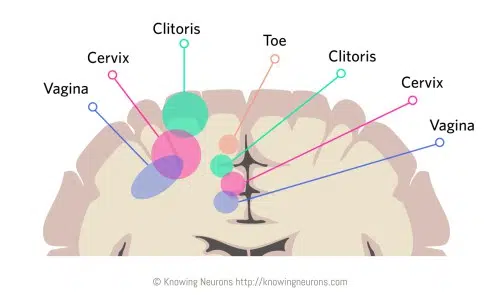 Clitoris
Toe
Clitoris
Cervix
Cervix
Vagina
Vagina
© Knowing Neurons http://knowingneurons.com